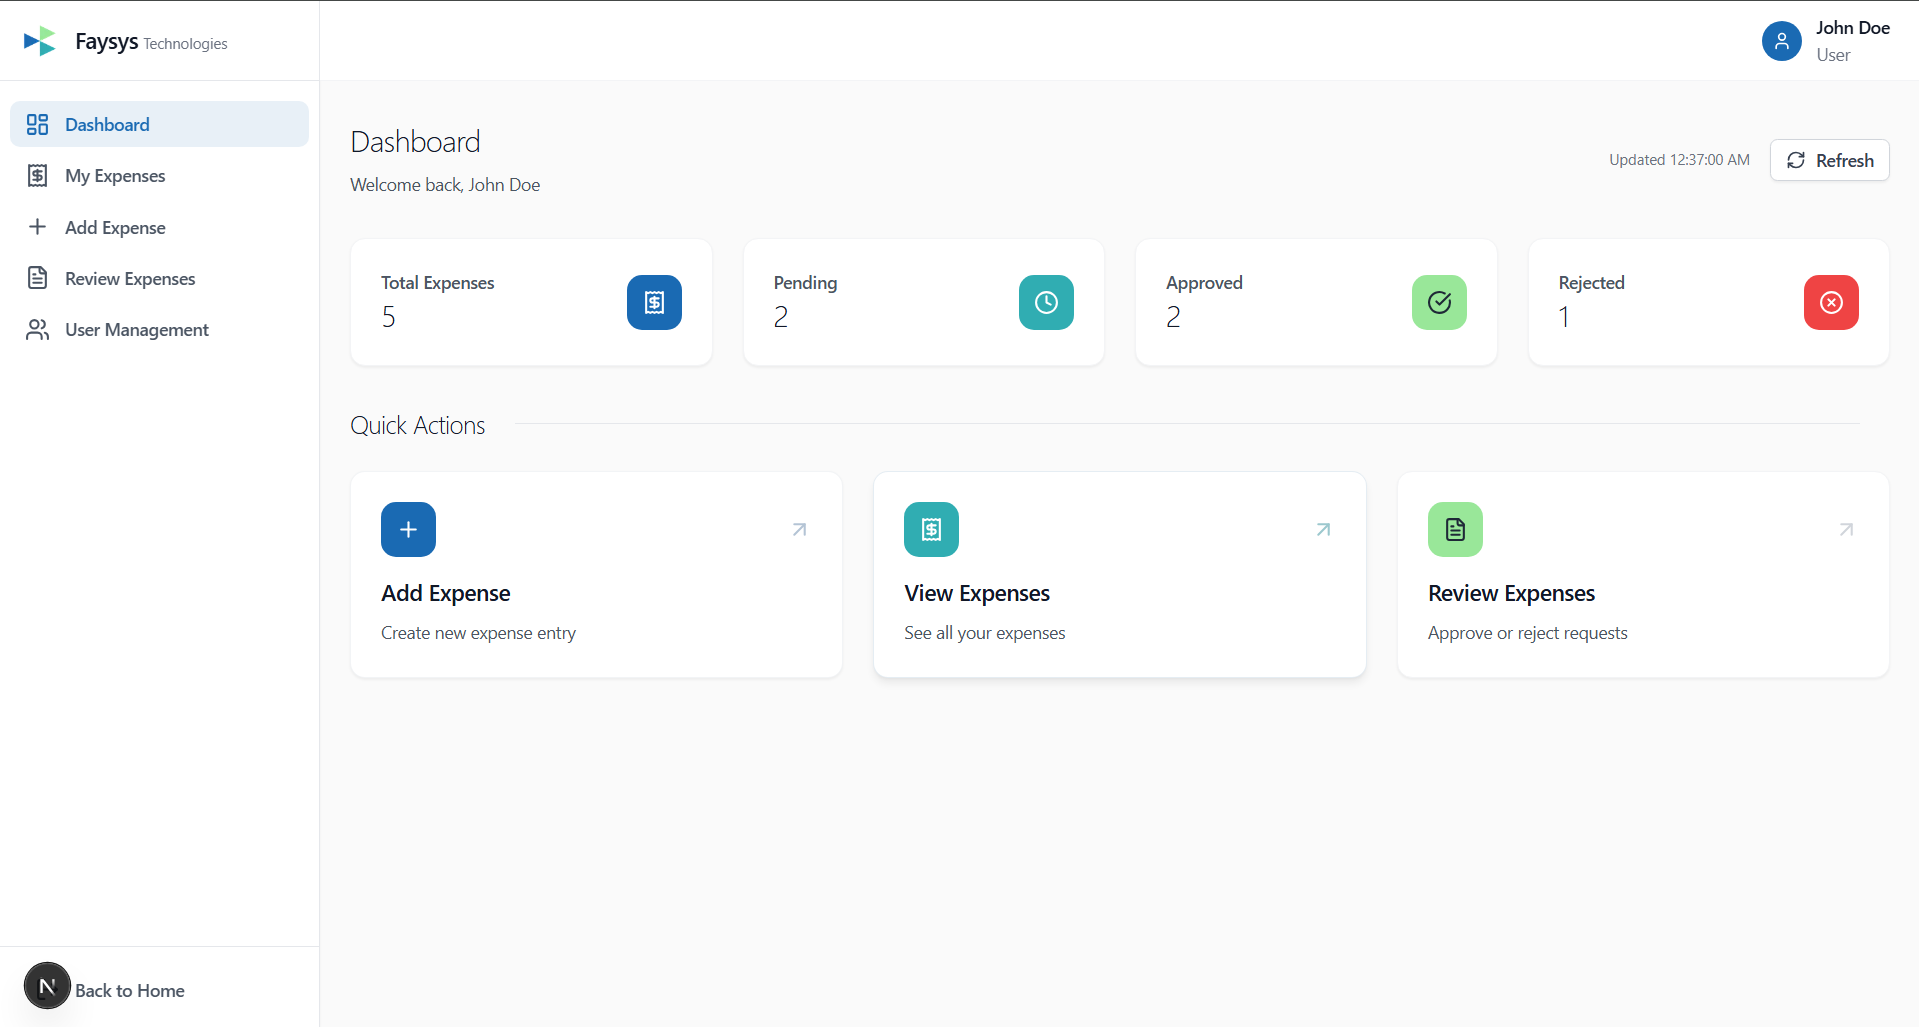 Faysys Technologies
John Doe
User
Dashboard
My Expenses
Add Expense
Review Expenses
User Management
Dashboard
Welcome back, John Doe
Updated 12:37:00 AM
Refresh
Total Expenses
5
Pending
2
Approved
2
Rejected
1
Quick Actions
Add Expense
Create new expense entry
View Expenses
See all your expenses
Review Expenses
Approve or reject requests
N
Back to Home